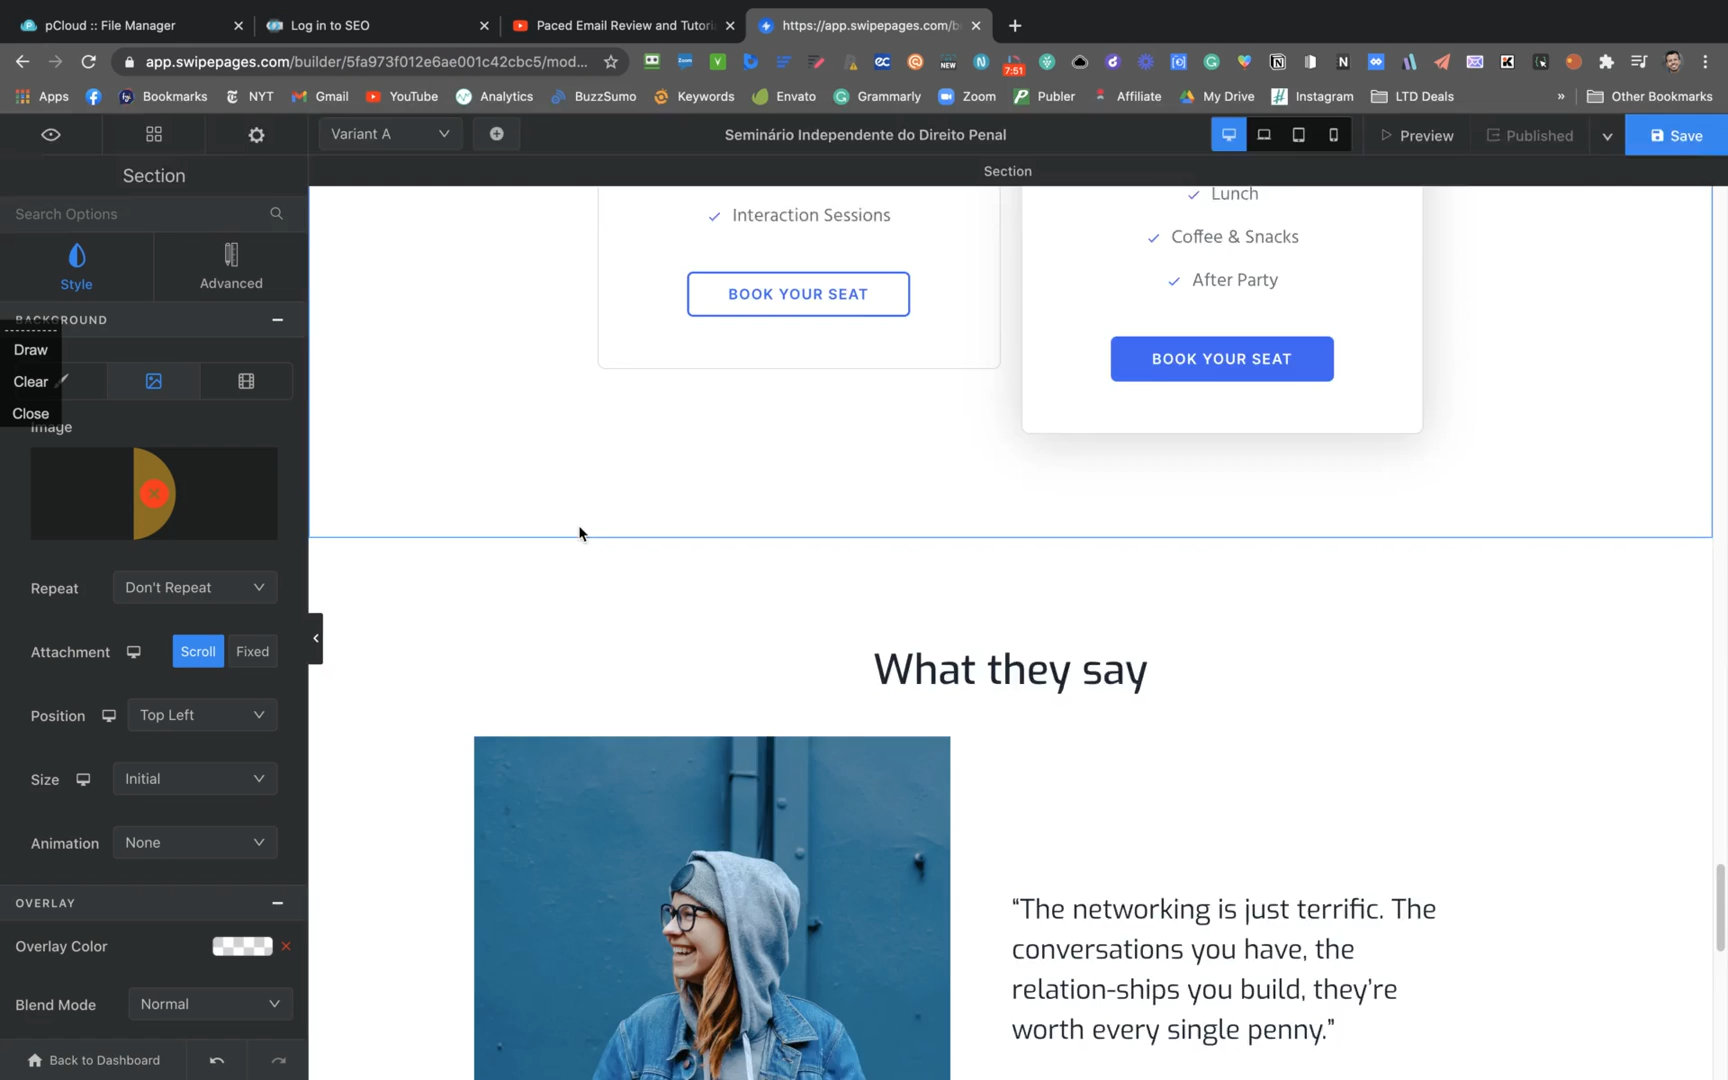 pCloud :: File Manager
Log in to SEO
Paced Email Review and Tutori
https://app.swipepages.com/b
app.swipepages.com/builder/5fa973f012e6ae001c42cbc5/mod...
NEW
7:51
Apps
Bookmarks
NYT
Gmail
YouTube
Analytics
BuzzSumo
Keywords
Envato
Grammarly
Zoom
Publer
Affiliate
My Drive
Instagram
LTD Deals
»
Other Bookmarks
Variant A
Seminário Independente do Direito Penal
Preview
Published
Save
Section
Section
Search Options
Style
Advanced
BACKGROUND
Draw
Clear
Close
Image
Repeat
Don't Repeat
Attachment
Scroll
Fixed
Position
Top Left
Size
Initial
Animation
None
OVERLAY
Overlay Color
Blend Mode
Normal
Back to Dashboard
Interaction Sessions
BOOK YOUR SEAT
Lunch
Coffee & Snacks
After Party
BOOK YOUR SEAT
What they say
“The networking is just terrific. The
conversations you have, the
relation-ships you build, they’re
worth every single penny.”